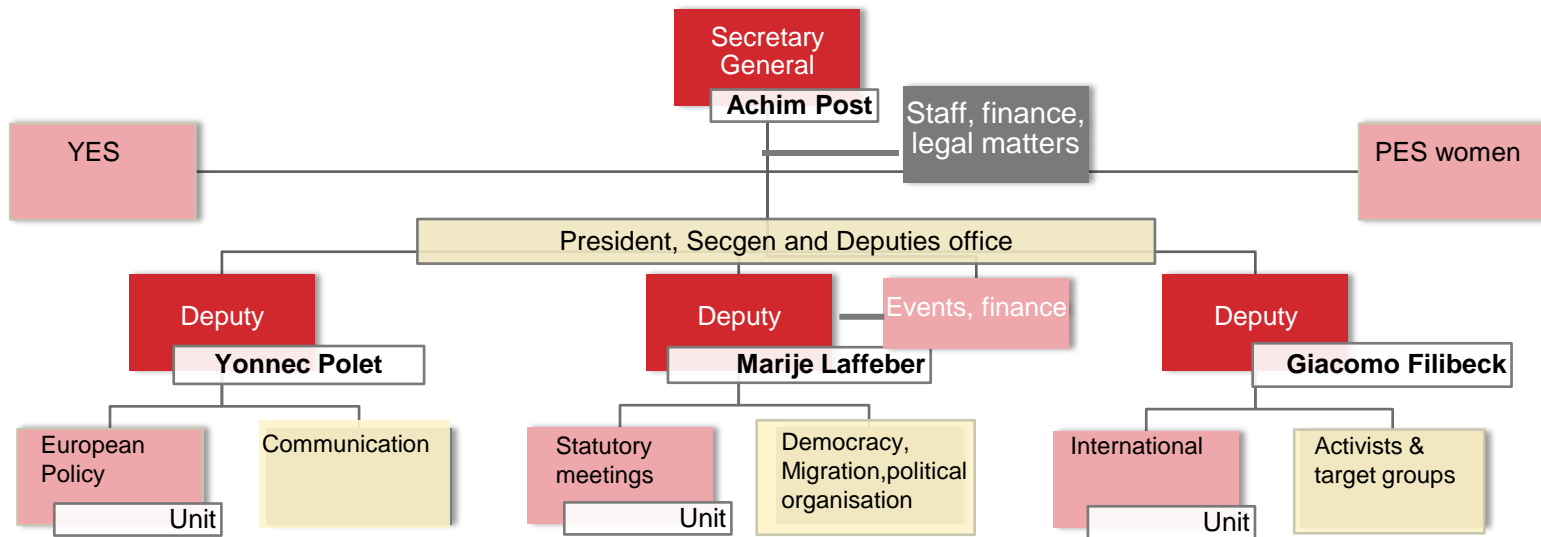 Secretary
General
Achim Post
Staff, finance,
legal matters
YES
PES women
President, Secgen and Deputies office
Deputy
Yonnec Polet
Deputy
Marije Laffeber
Events, finance
Deputy
Giacomo Filibeck
European
Policy
Unit
Communication
Statutory
meetings
Unit
Democracy,
Migration,political
organisation
International
Unit
Activists &
target groups